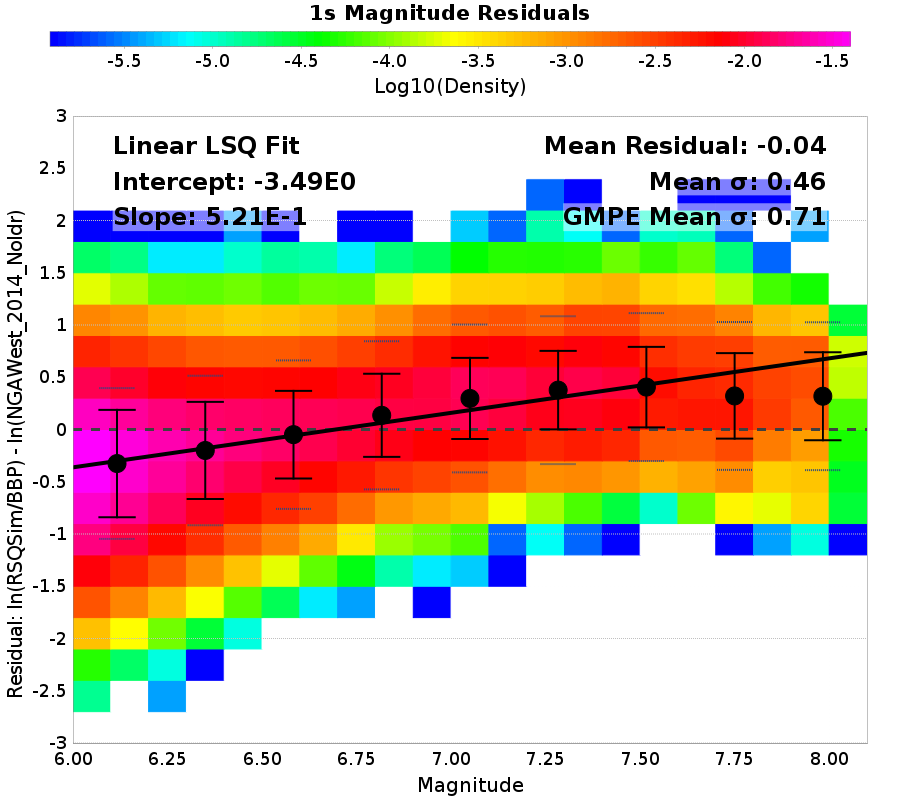 1s Magnitude Residuals
-5.5 -5.0 -4.5 -4.0 -3.5 -3.0 -2.5 -2.0 -1.5
Log10(Density)
Linear LSQ Fit
Intercept: -3.49E0
Slope: 5.21E-1
Mean Residual: -0.04
Mean σ: 0.46
GMPE Mean σ: 0.71
Residual: ln(RSQSim/BBP) - ln(NGAWest_2014_NoIdr)
3
2.5
2
1.5
1
0.5
0
-0.5
-1
-1.5
-2
-2.5
-3
6.00 6.25 6.50 6.75 7.00 7.25 7.50 7.75 8.00
Magnitude